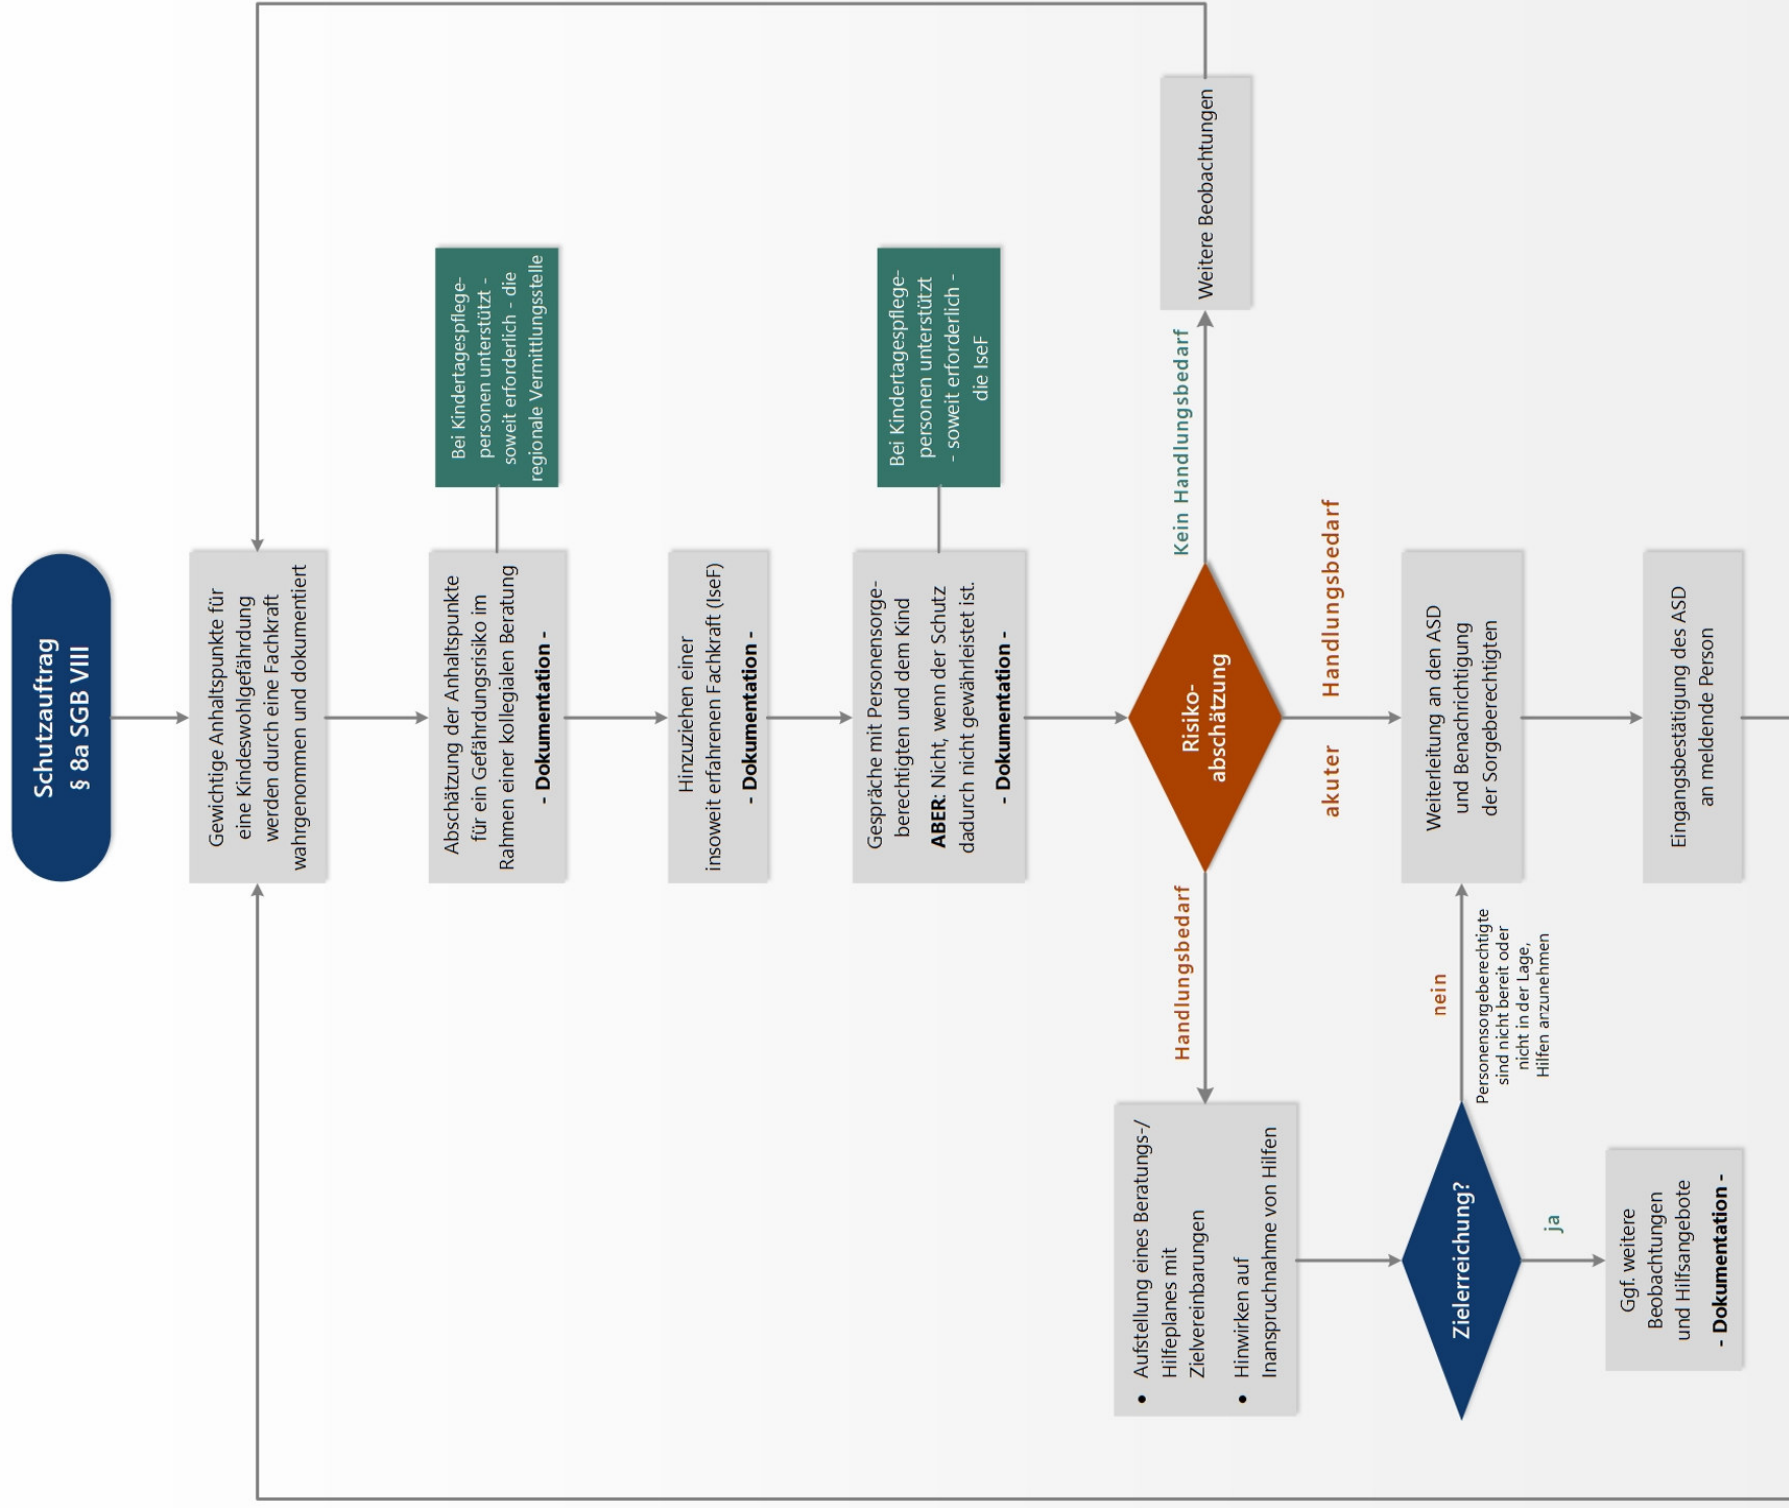 Schutzauftrag
§ 8a SGB VIII
Gewichtige Anhaltspunkte für
eine Kindeswohlgefährdung
werden durch eine Fachkraft
wahrgenommen und dokumentiert
Abschätzung der Anhaltspunkte
für ein Gefährdungsrisiko im
Rahmen einer kollegialen Beratung
- Dokumentation -
Bei Kindertagespflege-
personen unterstützt -
soweit erforderlich - die
regionale Vermittlungsstelle
Hinzuziehen einer
insoweit erfahrenen Fachkraft (IseF)
- Dokumentation -
Gespräche mit Personensorge-
berechtigten und dem Kind
ABER: Nicht, wenn der Schutz
dadurch nicht gewährleistet ist.
- Dokumentation -
Bei Kindertagespflege-
personen unterstützt
- soweit erforderlich -
die IseF
Risiko-
abschätzung
Handlungsbedarf
Kein Handlungsbedarf
Weitere Beobachtungen
akuter Handlungsbedarf
• Aufstellung eines Beratungs-/
Hilfeplanes mit
Zielvereinbarungen
• Hinwirken auf
Inanspruchnahme von Hilfen
Zielerreichung?
nein
Personensorgeberechtigte
sind nicht bereit oder
nicht in der Lage,
Hilfen anzunehmen
Weiterleitung an den ASD
und Benachrichtigung
der Sorgeberechtigten
ja
Ggf. weitere
Beobachtungen
und Hilfsangebote
- Dokumentation -
Eingangsbestätigung des ASD
an meldende Person